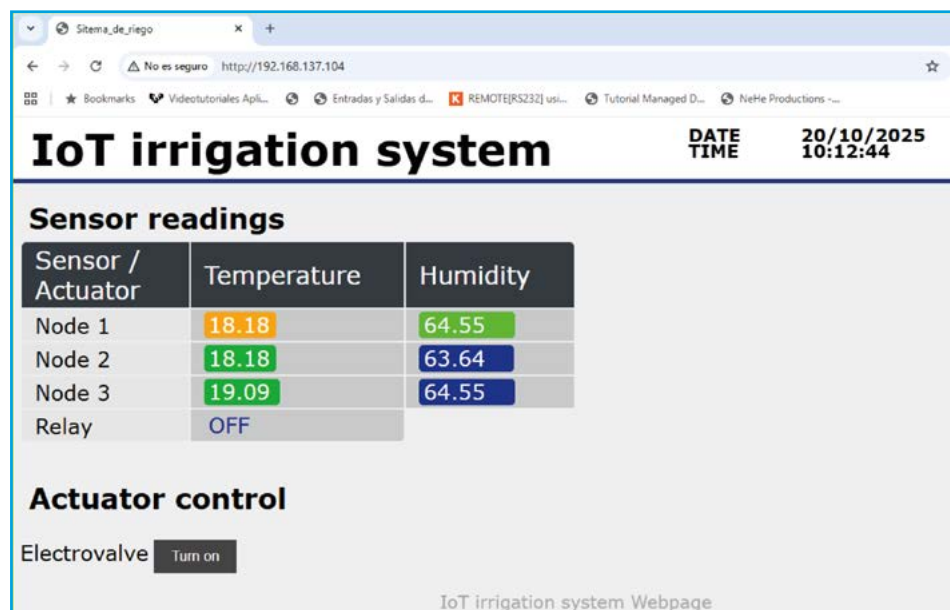 Sitema_de_riego
No es seguro http://192.168.137.104
Bookmarks Videotutoriales Apli... Entradas y Salidas d... REMOTE[RS232] usi... Tutorial Managed D... NeHe Productions -...
IoT irrigation system DATE 20/10/2025
TIME 10:12:44
Sensor readings
Sensor / Actuator Temperature Humidity
Node 1 18.18 64.55
Node 2 18.18 63.64
Node 3 19.09 64.55
Relay OFF
Actuator control
Electrovalve Turn on
IoT irrigation system Webpage